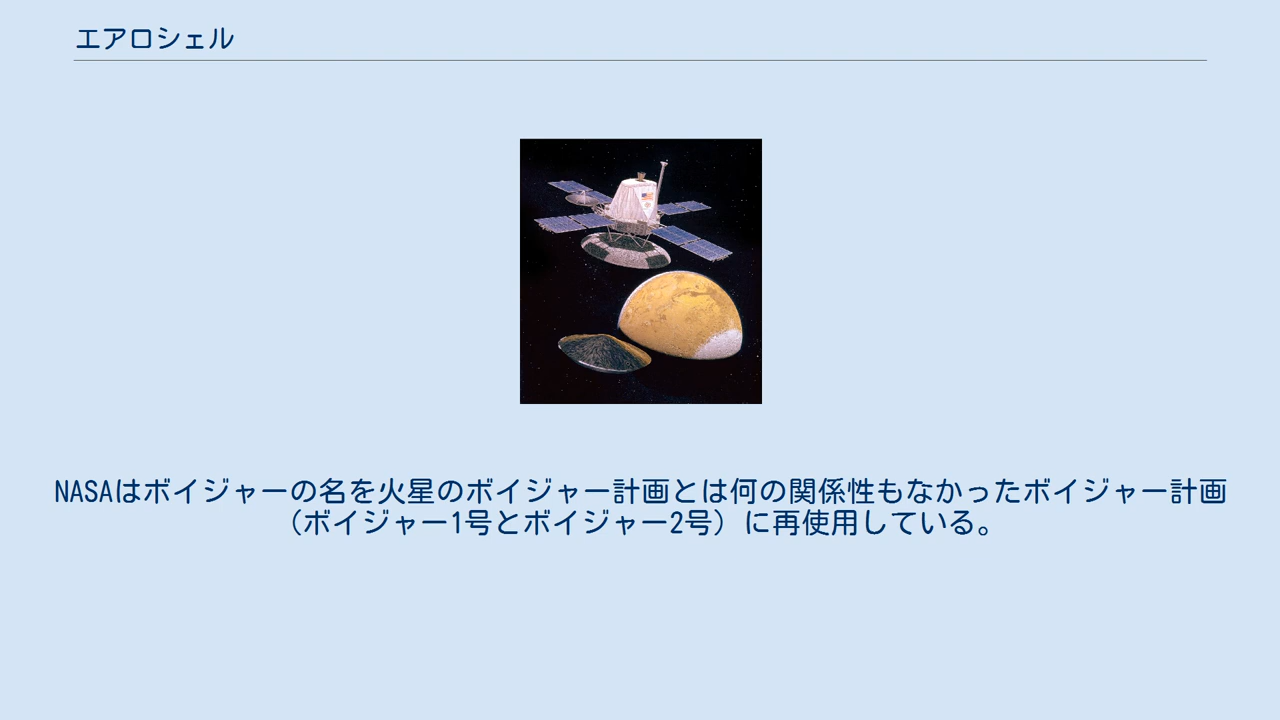 エアロシェル
NASAはボイジャーの名を火星のボイジャー計画とは何の関係性もなかったボイジャー計画
（ボイジャー1号とボイジャー2号）に再使用している。